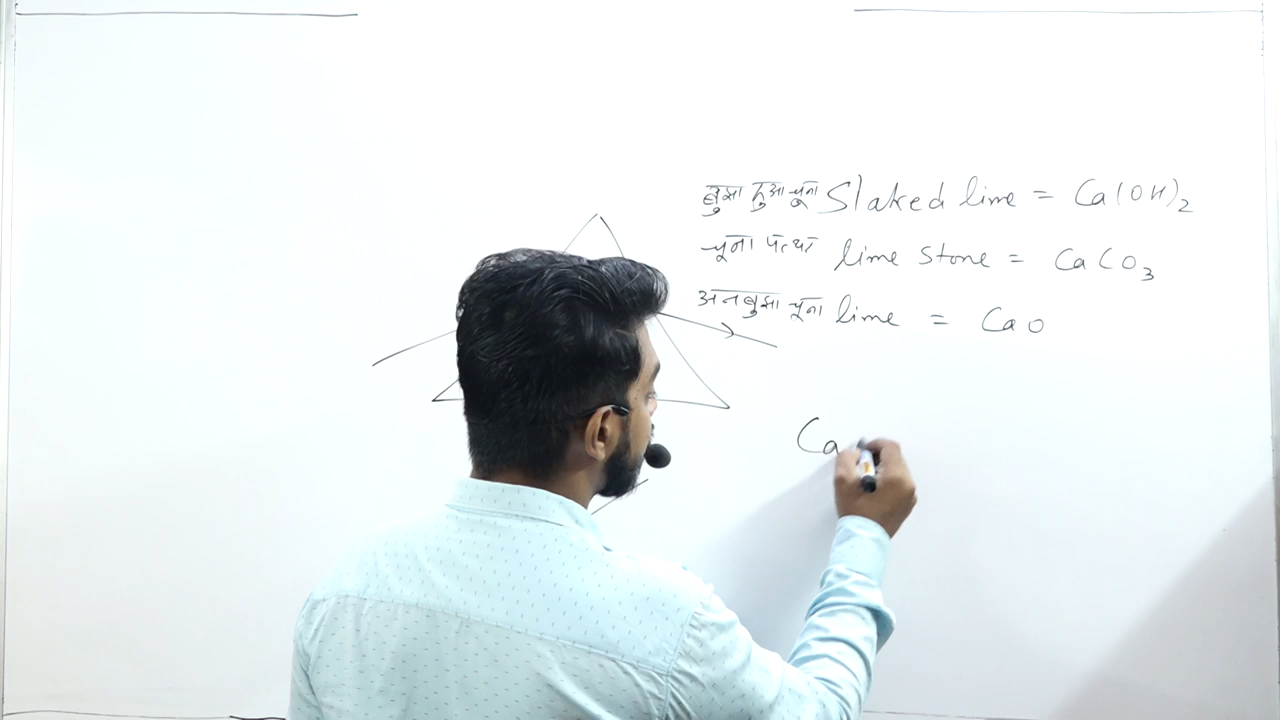 बुझा हुआ चूना Slaked lime = Ca(OH)₂
चूना पत्थर lime stone = CaCO₃
अनबुझा चूना lime = CaO
Ca